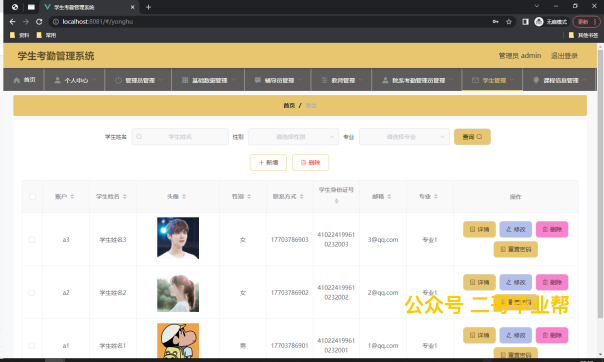 学生考勤管理系统
localhost:8081/#/yonghu
无痕模式
更新
资料 常用
其他书签
学生考勤管理系统
管理员 admin 退出登录
首页 个人中心 管理员管理 基础数据管理 辅导员管理 教师管理 院系考勤管理员管理 学生管理 课程信息管理
首页 /
学生姓名 学生姓名 性别 请选择性别 专业 请选择专业 查询
+ 新增 删除
账户 学生姓名 头像 性别 联系方式 学生身份证号 邮箱 专业 操作
a3 学生姓名3 女 17703786903 410224199610232003 3@qq.com 专业1 详情 修改 删除
重置密码
a2 学生姓名2 女 17703786902 410224199610232002 2@qq.com 专业1 详情 修改 删除
公众号 二哥毕业帮
a1 学生姓名1 男 17703786901 410224199610232001 1@qq.com 专业1 详情 修改 删除
重置密码